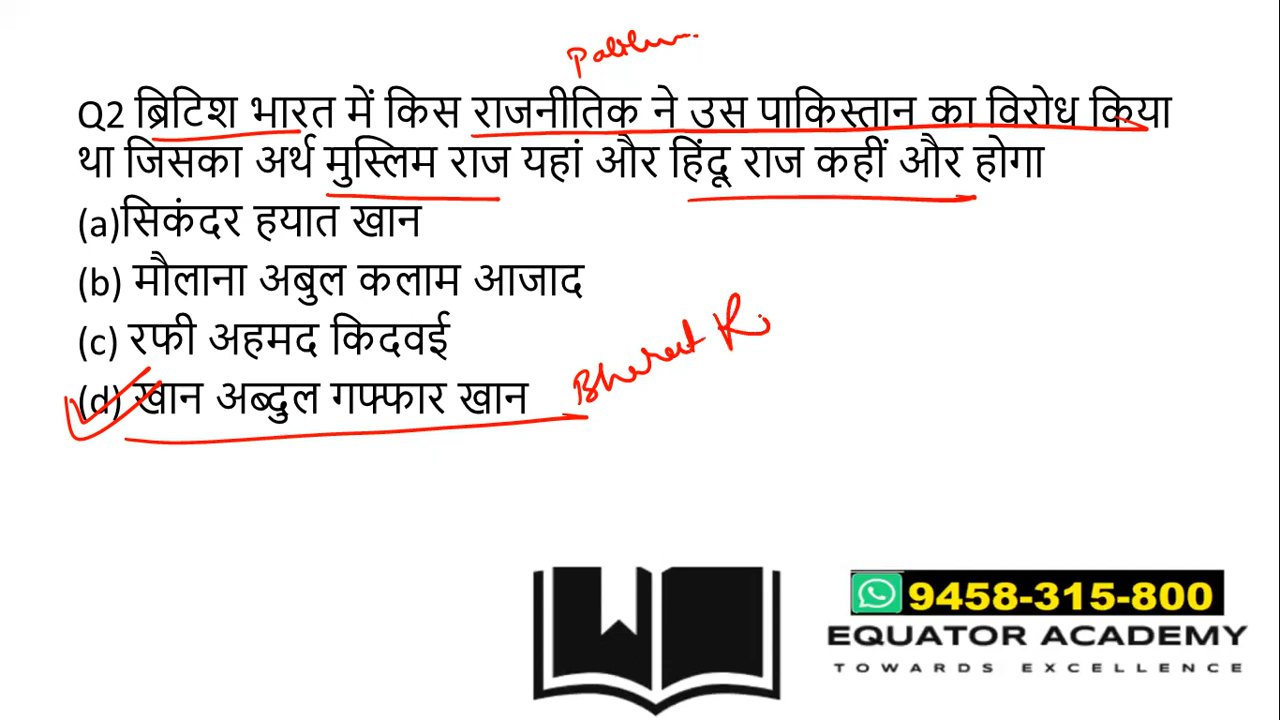 Q2 ब्रिटिश भारत में किस राजनीतिक ने उस पाकिस्तान का विरोध किया
था जिसका अर्थ मुस्लिम राज यहां और हिंदू राज कहीं और होगा
(a)सिकंदर हयात खान
(b) मौलाना अबुल कलाम आजाद
(c) रफी अहमद किदवई
(d) खान अब्दुल गफ्फार खान
Bharat R
9458-315-800
EQUATOR ACADEMY
TOWARDS EXCELLENCE